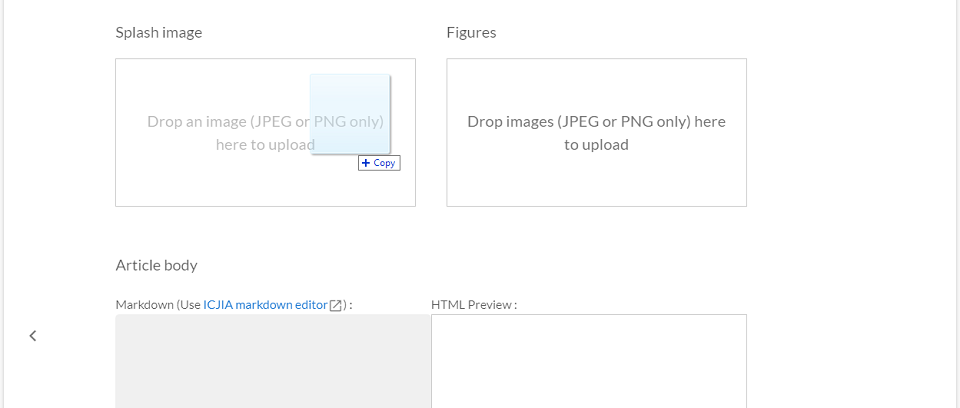 Splash image
Figures
Drop an image (JPEG or PNG only)
here to upload
+ Copy
Drop images (JPEG or PNG only) here
to upload
Article body
Markdown (Use ICJIA markdown editor) :
HTML Preview :